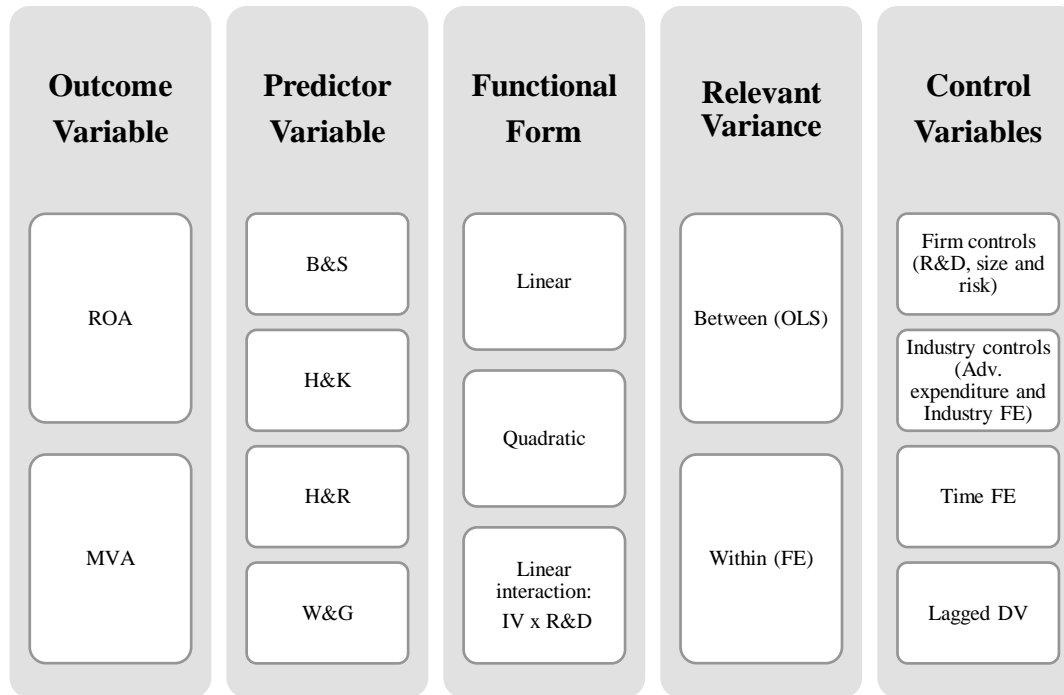 Outcome
Variable
ROA
MVA
Predictor
Variable
B&S
H&K
H&R
W&G
Functional
Form
Linear
Quadratic
Linear
interaction:
IV x R&D
Relevant
Variance
Between (OLS)
Within (FE)
Control
Variables
Firm controls
(R&D, size and
risk)
Industry controls
(Adv.
expenditure and
Industry FE)
Time FE
Lagged DV